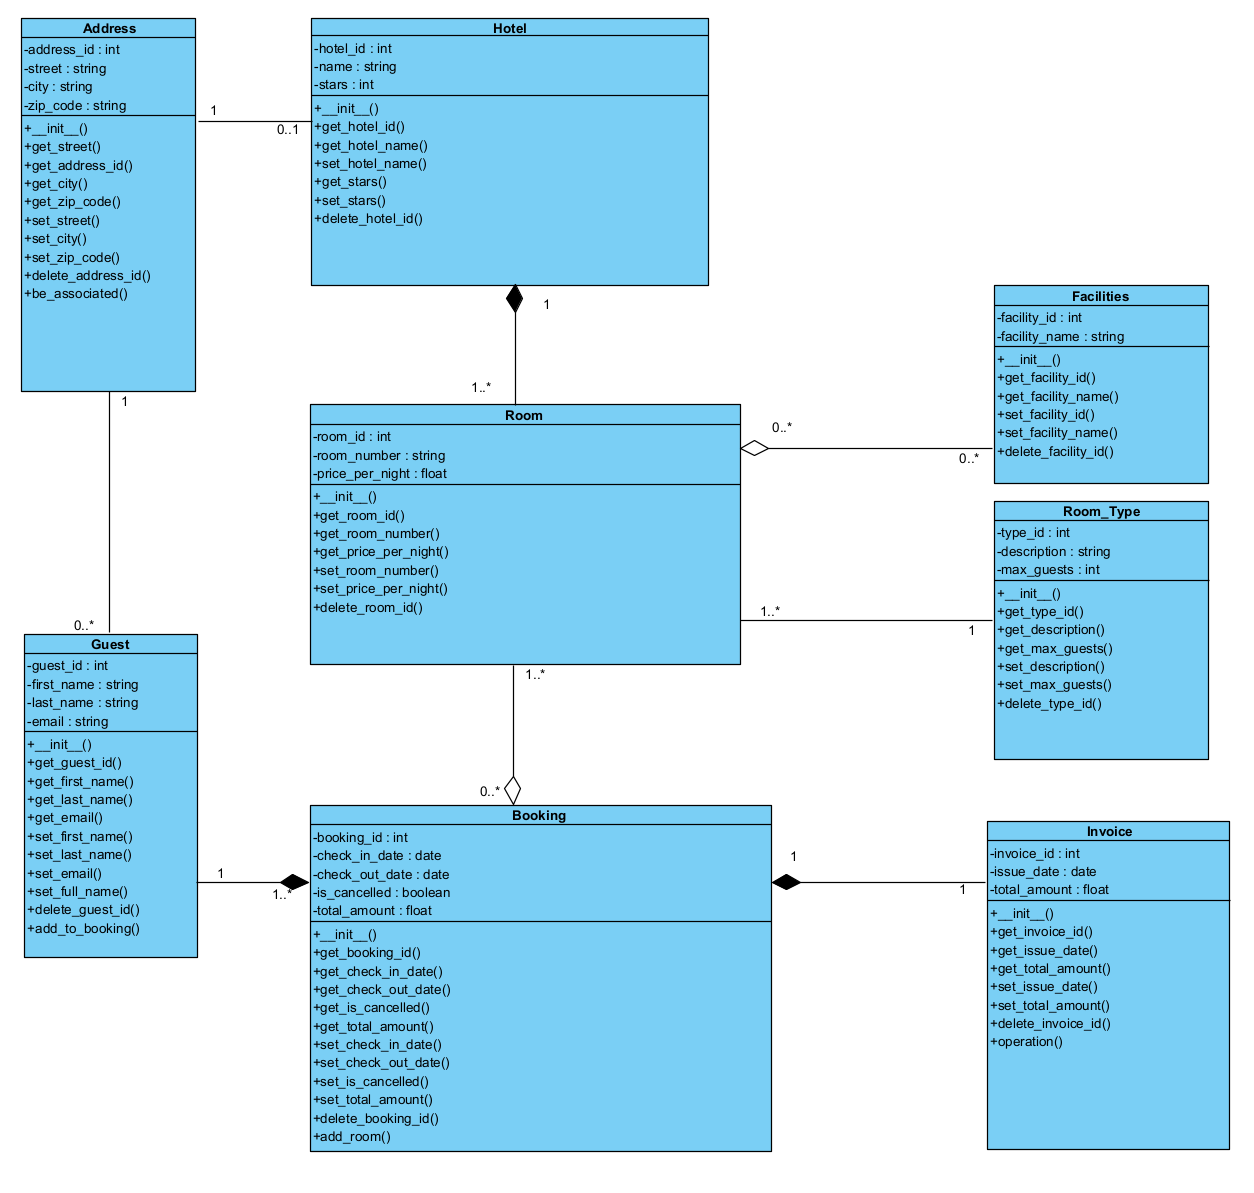 Address
-address_id : int
-street : string
-city : string
-zip_code : string
+__init__()
+get_street()
+get_address_id()
+get_city()
+get_zip_code()
+set_street()
+set_city()
+set_zip_code()
+delete_address_id()
+be_associated()
1
0..1
Hotel
-hotel_id : int
-name : string
-stars : int
+__init__()
+get_hotel_id()
+get_hotel_name()
+set_hotel_name()
+get_stars()
+set_stars()
+delete_hotel_id()
1
1..*
Facilities
-facility_id : int
-facility_name : string
+__init__()
+get_facility_id()
+get_facility_name()
+set_facility_id()
+set_facility_name()
+delete_facility_id()
1
0..*
Room
-room_id : int
-room_number : string
-price_per_night : float
+__init__()
+get_room_id()
+get_room_number()
+get_price_per_night()
+set_room_number()
+set_price_per_night()
+delete_room_id()
0..*
0..*
1..*
1
Room_Type
-type_id : int
-description : string
-max_guests : int
+__init__()
+get_type_id()
+get_description()
+get_max_guests()
+set_description()
+set_max_guests()
+delete_type_id()
1..*
0..*
Guest
-guest_id : int
-first_name : string
-last_name : string
-email : string
+__init__()
+get_guest_id()
+get_first_name()
+get_last_name()
+get_email()
+set_first_name()
+set_last_name()
+set_email()
+set_full_name()
+delete_guest_id()
+add_to_booking()
1
1..*
Booking
-booking_id : int
-check_in_date : date
-check_out_date : date
-is_cancelled : boolean
-total_amount : float
+__init__()
+get_booking_id()
+get_check_in_date()
+get_check_out_date()
+get_is_cancelled()
+get_total_amount()
+set_check_in_date()
+set_check_out_date()
+set_is_cancelled()
+set_total_amount()
+delete_booking_id()
+add_room()
1
1
Invoice
-invoice_id : int
-issue_date : date
-total_amount : float
+__init__()
+get_invoice_id()
+get_issue_date()
+get_total_amount()
+set_issue_date()
+set_total_amount()
+delete_invoice_id()
+operation()